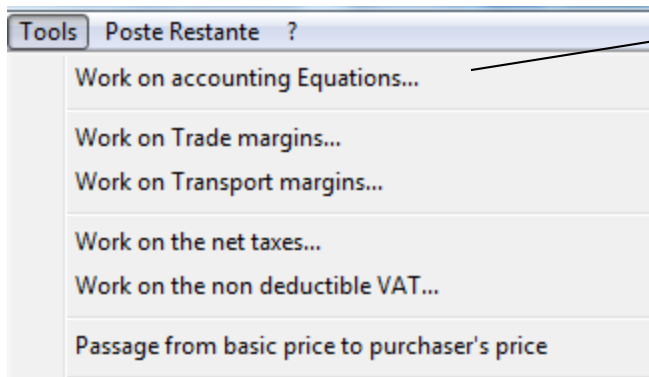 Tools Poste Restante ?
Work on accounting Equations...
Work on Trade margins...
Work on Transport margins...
Work on the net taxes...
Work on the non deductible VAT...
Passage from basic price to purchaser's price